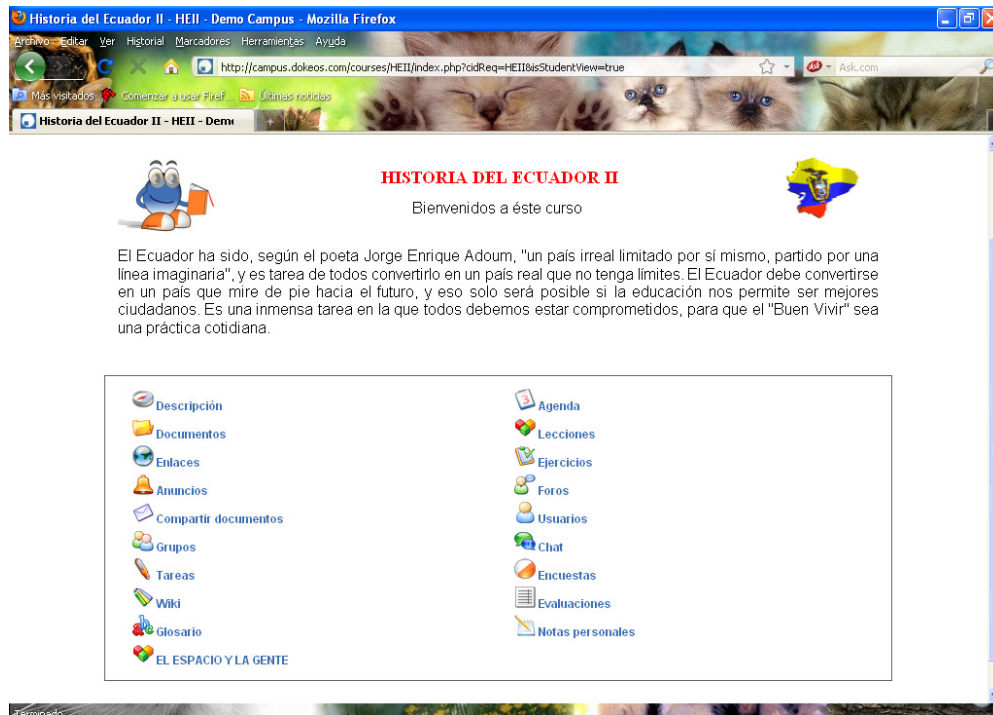 Historia del Ecuador II - HEII - Demo Campus - Mozilla Firefox
Archivo Editar Ver Historial Marcadores Herramientas Ayuda
http://campus.dokeos.com/courses/HEII/index.php?cidReq=HEII&isStudentView=true
Ask.com
Más visitados Comenzar a usar Firef... Últimas noticias
Historia del Ecuador II - HEII - Demo
HISTORIA DEL ECUADOR II
Bienvenidos a éste curso
El Ecuador ha sido, según el poeta Jorge Enrique Adoum, "un país irreal limitado por sí mismo, partido por una
línea imaginaria", y es tarea de todos convertirlo en un país real que no tenga límites. El Ecuador debe convertirse
en un país que mire de pie hacia el futuro, y eso solo será posible si la educación nos permite ser mejores
ciudadanos. Es una inmensa tarea en la que todos debemos estar comprometidos, para que el "Buen Vivir" sea
una práctica cotidiana.
Descripción
Agenda
Documentos
Lecciones
Enlaces
Ejercicios
Anuncios
Foros
Compartir documentos
Usuarios
Grupos
Chat
Tareas
Encuestas
Wiki
Evaluaciones
Glosario
Notas personales
EL ESPACIO Y LA GENTE
Terminado